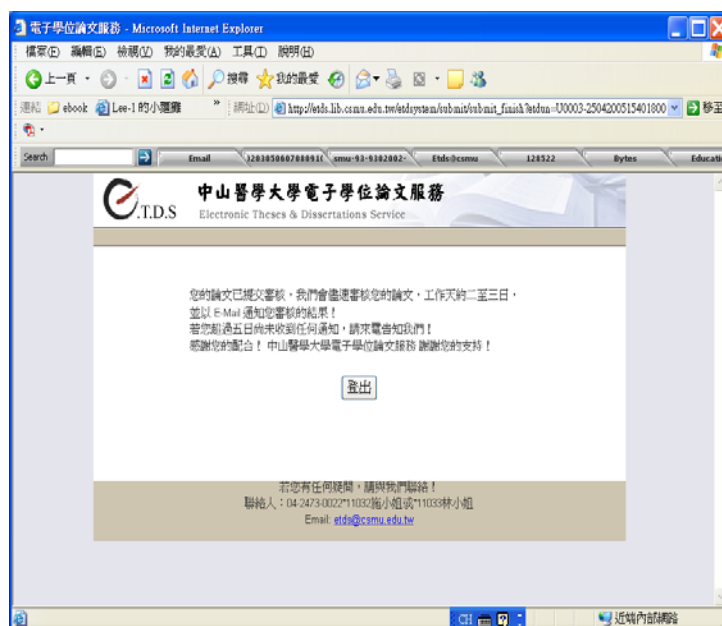 電子學位論文服務 - Microsoft Internet Explorer
檔案(F) 編輯(E) 檢視(V) 我的最愛(A) 工具(T) 說明(H)
上一頁 搜尋 我的最愛
連結 ebook Lee-1 的小 » 網址(D) http://etds.lib.csmu.edu.tw/etdsystem/submit/submit_finish?etdun=U0003-2504200515401800 移至
Search Email smu-93-9302002- Etds@csmu 128522 Bytes Educati
C.T.D.S 中山醫學大學電子學位論文服務
Electronic Theses & Dissertations Service
您的論文已提交審核,我們會儘速審核您的論文,工作天約二至三日,
並以 E-Mail 通知您審核的結果!
若您超過五日尚未收到任何通知,請來電告知我們!
感謝您的配合! 中山醫學大學電子學位論文服務 謝謝您的支持!
登出
若您有任何疑問,請與我們聯絡!
聯絡人:04-2473-0022*11032施小姐或*11033林小姐
Email: etds@csmu.edu.tw
CH
近端內部網路